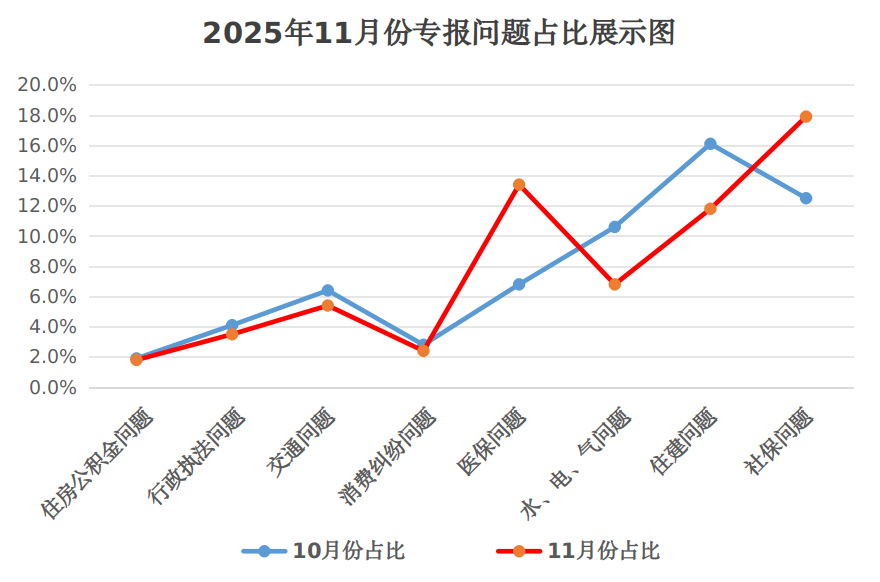 2025年11月份专报问题占比展示图
20.0%
18.0%
16.0%
14.0%
12.0%
10.0%
8.0%
6.0%
4.0%
2.0%
0.0%
住房公积金问题
行政执法问题
交通问题
消费纠纷问题
医保问题
水、电、气问题
住建问题
社保问题
10月份占比
11月份占比